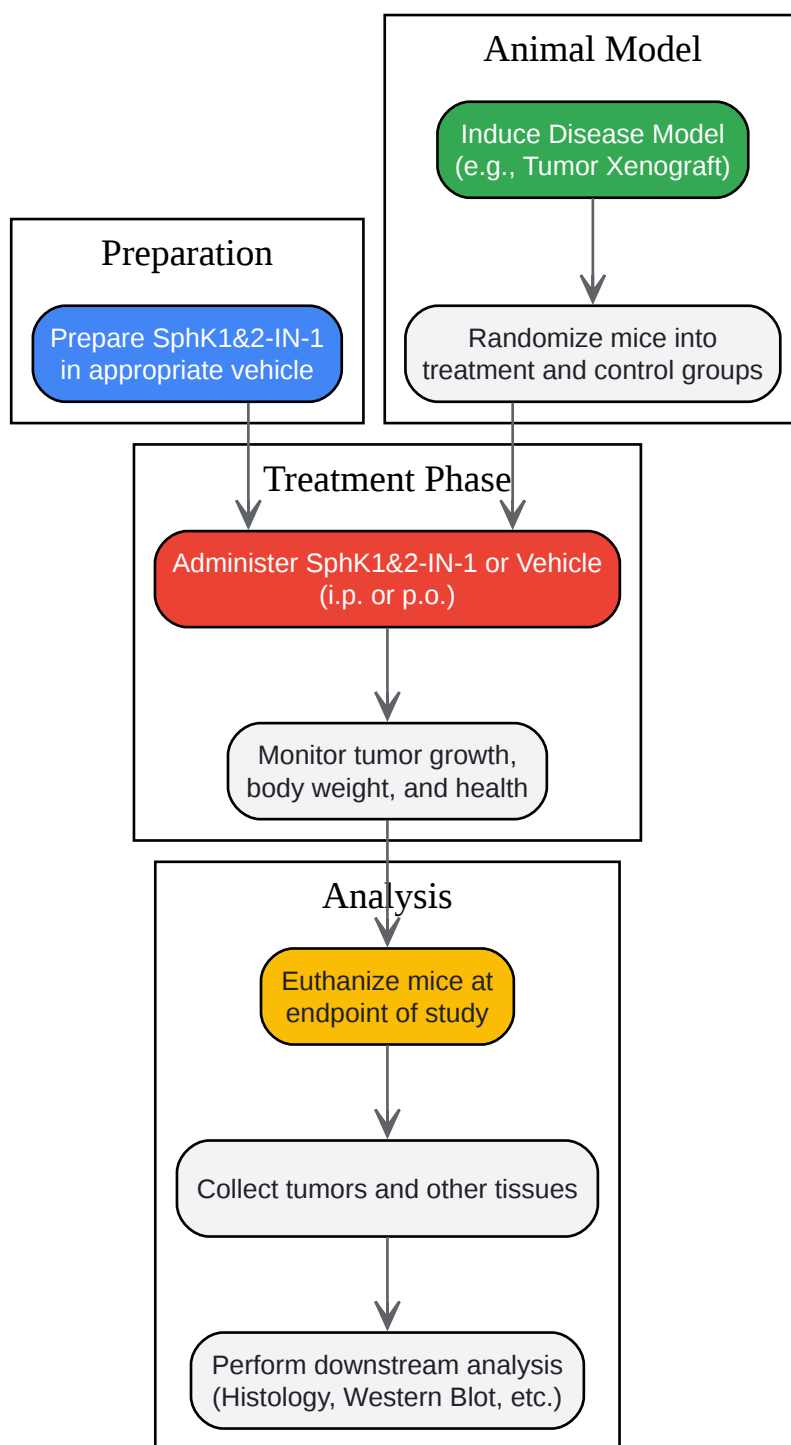 Animal Model
Induce Disease Model
(e.g., Tumor Xenograft)
Preparation
Prepare SphK1&2-IN-1
in appropriate vehicle
Randomize mice into
treatment and control groups
Treatment Phase
Administer SphK1&2-IN-1 or Vehicle
(i.p. or p.o.)
Monitor tumor growth,
body weight, and health
Analysis
Euthanize mice at
endpoint of study
Collect tumors and other tissues
Perform downstream analysis
(Histology, Western Blot, etc.)